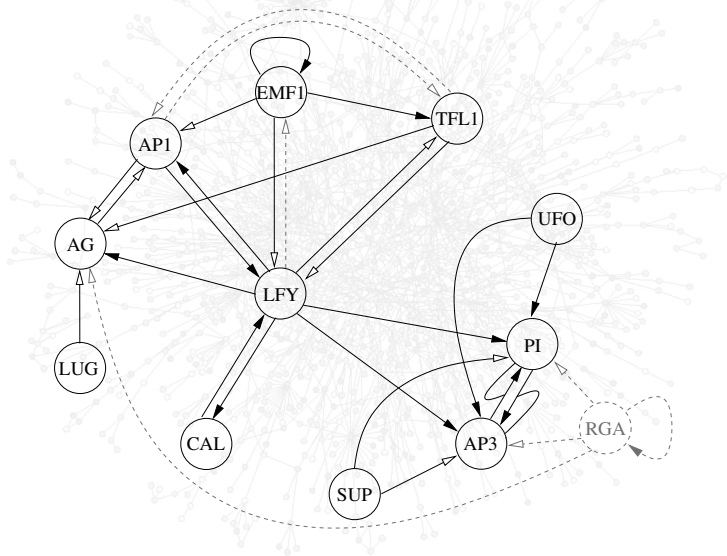 EMF1
TFL1
AP1
UFO
AG
LFY
PI
LUG
RGA
CAL
AP3
SUP